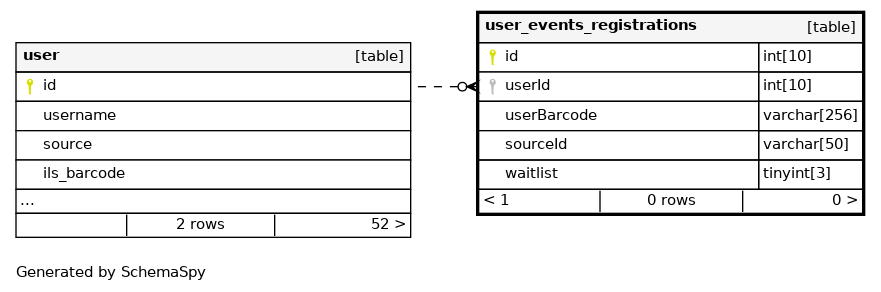 user [table]
id
username
source
ils_barcode
...
2 rows 52 >
user_events_registrations [table]
id int[10]
userId int[10]
userBarcode varchar[256]
sourceId varchar[50]
waitlist tinyint[3]
< 1 0 rows 0 >
Generated by SchemaSpy